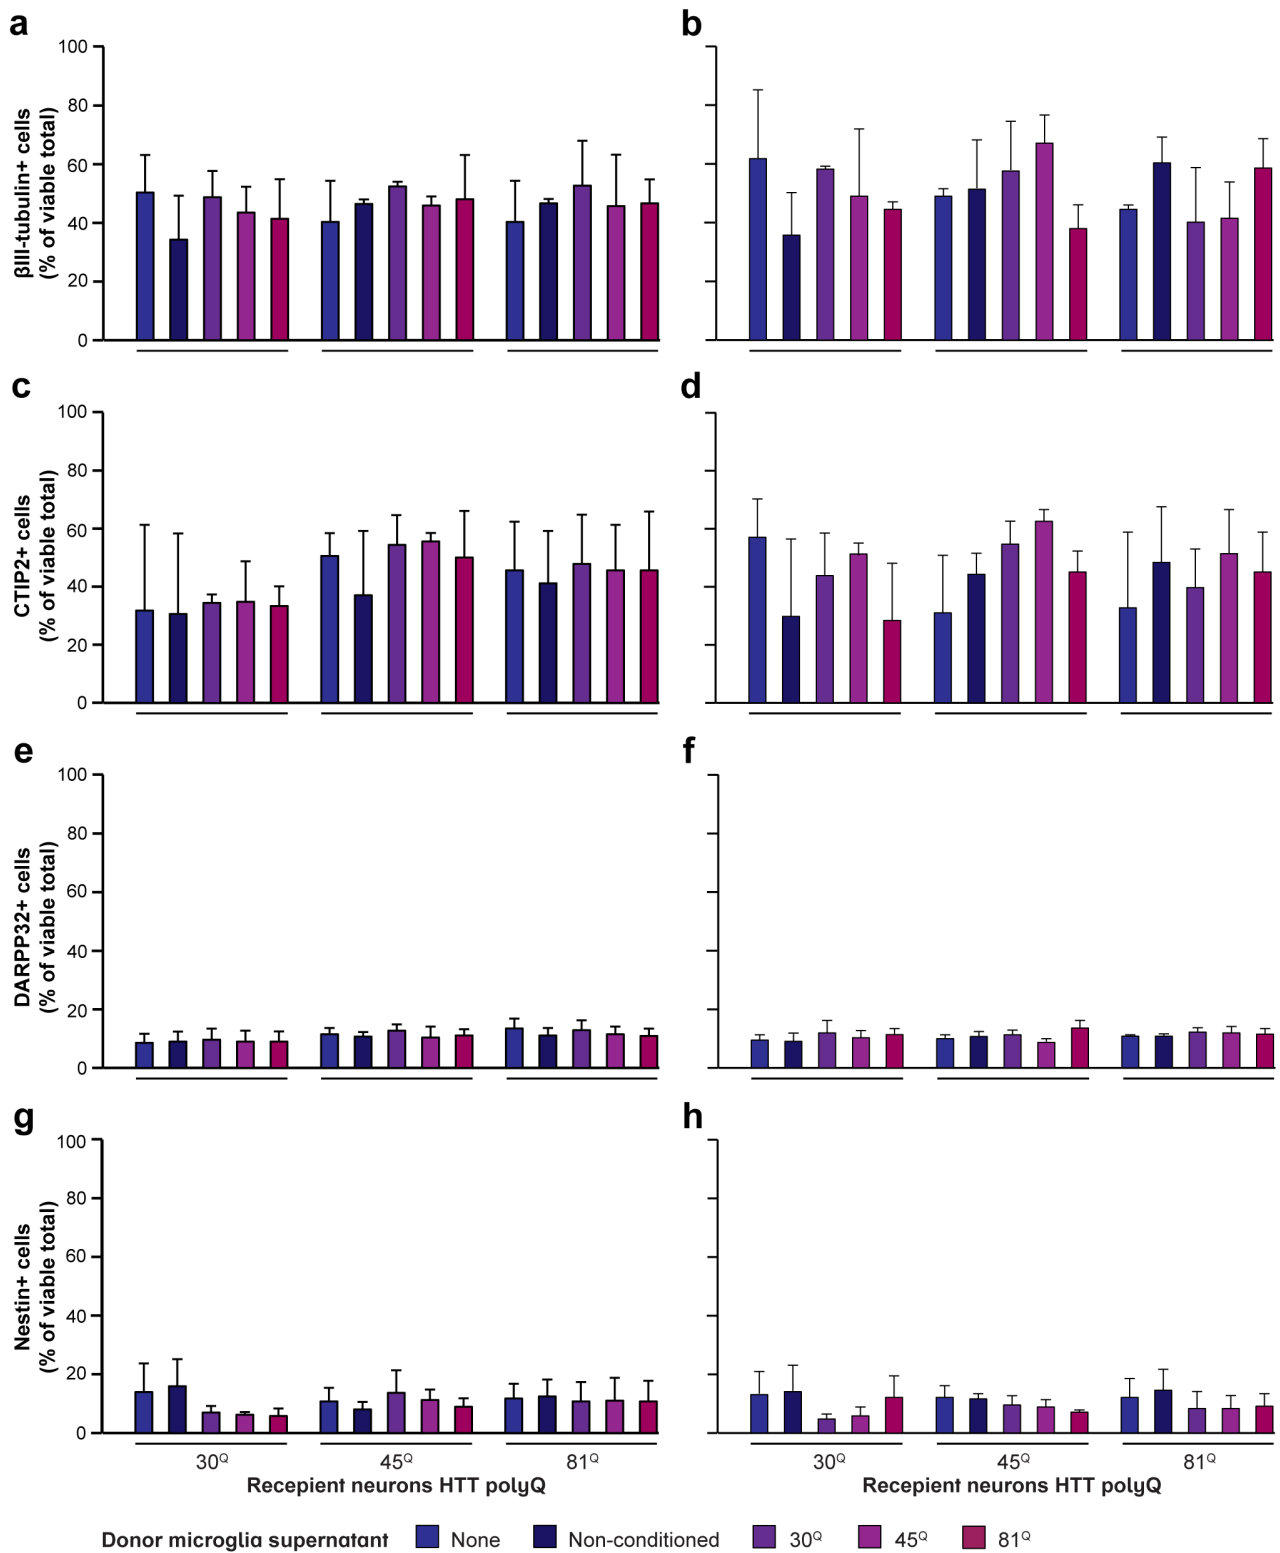 a
b
βIII-tubulin+ cells
(% of viable total)
100
80
60
40
20
0
c
d
CTIP2+ cells
(% of viable total)
100
80
60
40
20
0
e
f
DARPP32+ cells
(% of viable total)
100
80
60
40
20
0
g
h
Nestin+ cells
(% of viable total)
100
80
60
40
20
0
30Q 45Q 81Q
Recepient neurons HTT polyQ
30Q 45Q 81Q
Recepient neurons HTT polyQ
Donor microglia supernatant None Non-conditioned 30Q 45Q 81Q